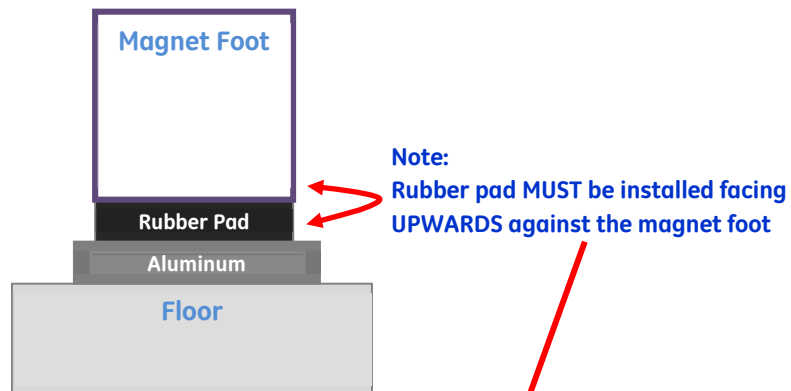 Magnet Foot
Note:
Rubber pad MUST be installed facing
UPWARDS against the magnet foot
Rubber Pad
Aluminum
Floor